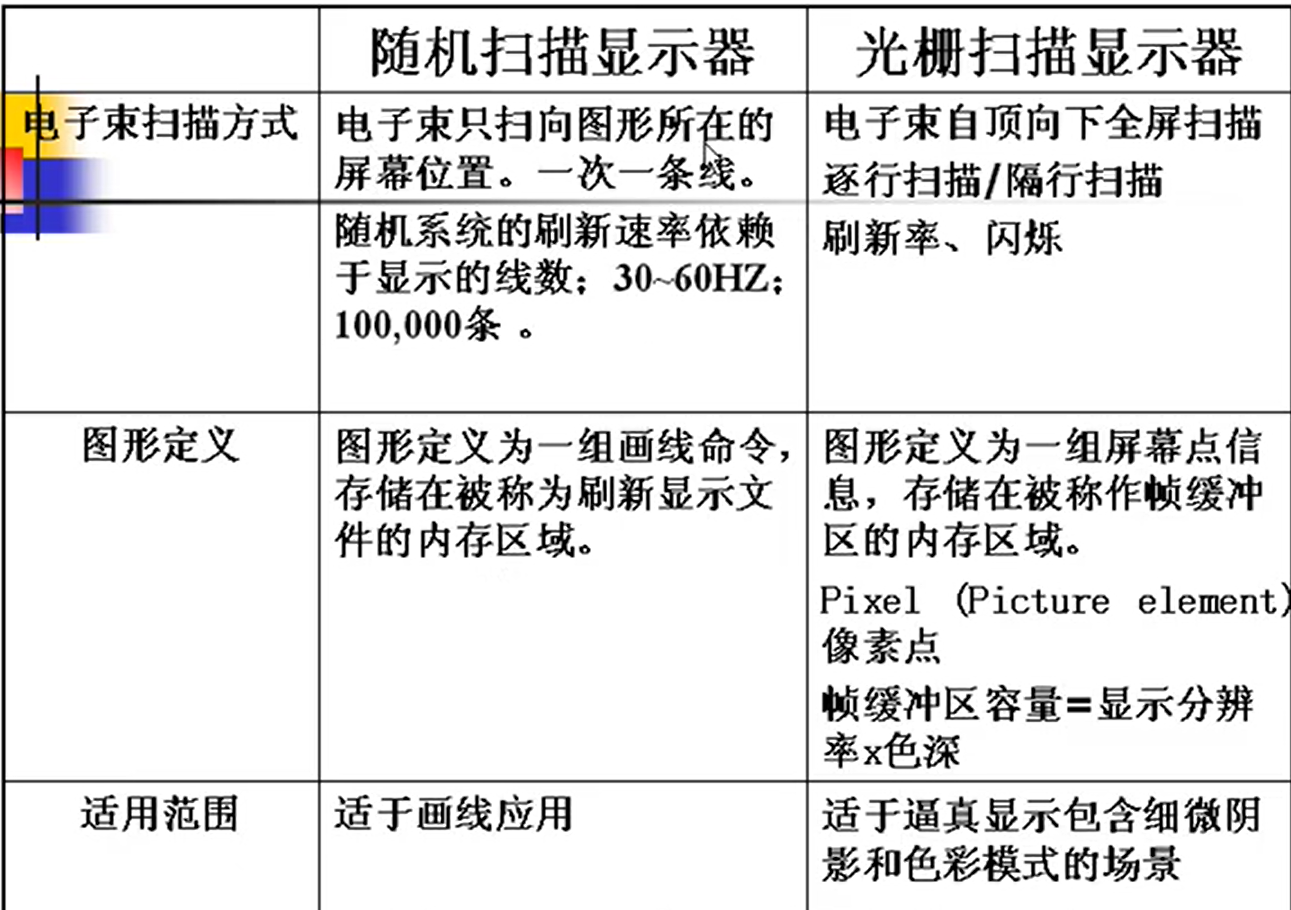 随机扫描显示器
光栅扫描显示器
电子束扫描方式
电子束只扫向图形所在的
屏幕位置。一次一条线。
随机系统的刷新速率依赖
于显示的线数；30~60HZ；
100,000条 。
电子束自顶向下全屏扫描
逐行扫描/隔行扫描
刷新率、闪烁
图形定义
图形定义为一组画线命令，
存储在被称为刷新显示文
件的内存区域。
图形定义为一组屏幕点信
息，存储在被称作帧缓冲
区的内存区域。
Pixel (Picture element)
像素点
帧缓冲区容量=显示分辨
率x色深
适用范围
适于画线应用
适于逼真显示包含细微阴
影和色彩模式的场景